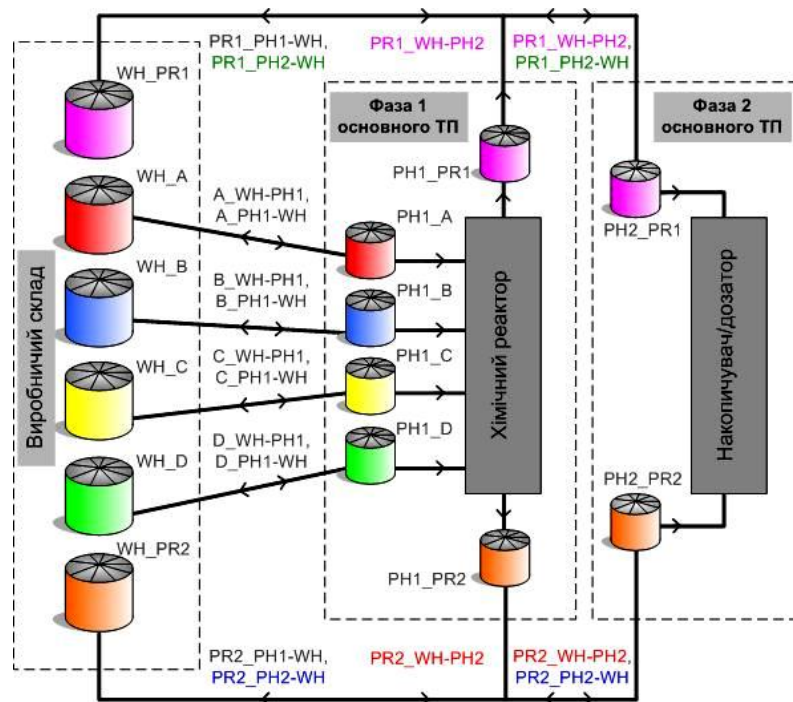 PR1_PH1-WH,
PR1_PH2-WH
PR1_WH-PH2
PR1_WH-PH2,
PR1_PH2-WH
WH_PR1
Фаза 1
основного ТП
Фаза 2
основного ТП
PH1_PR1
WH_A
A_WH-PH1,
A_PH1-WH
PH1_A
PH2_PR1
WH_B
B_WH-PH1,
B_PH1-WH
PH1_B
Виробничий склад
Хімічний реактор
Накопичувач/дозатор
WH_C
C_WH-PH1,
C_PH1-WH
PH1_C
WH_D
D_WH-PH1,
D_PH1-WH
PH1_D
PH2_PR2
WH_PR2
PH1_PR2
PR2_PH1-WH,
PR2_PH2-WH
PR2_WH-PH2
PR2_WH-PH2,
PR2_PH2-WH